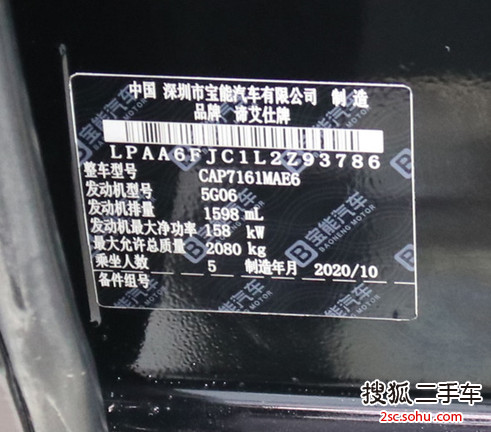 中国 深圳市宝能汽车有限公司 制造
品牌 谛艾仕牌
LPAA6FJC1L2Z93786
整车型号 CAP7161MAE6
发动机型号 5G06
发动机排量 1598 mL
发动机最大净功率 158 kW
最大允许总质量 2080 kg
乘坐人数 5 制造年月 2020/10
备件组号
宝能汽车
BAONENG MOTOR
搜狐二手车
2sc.sohu.com